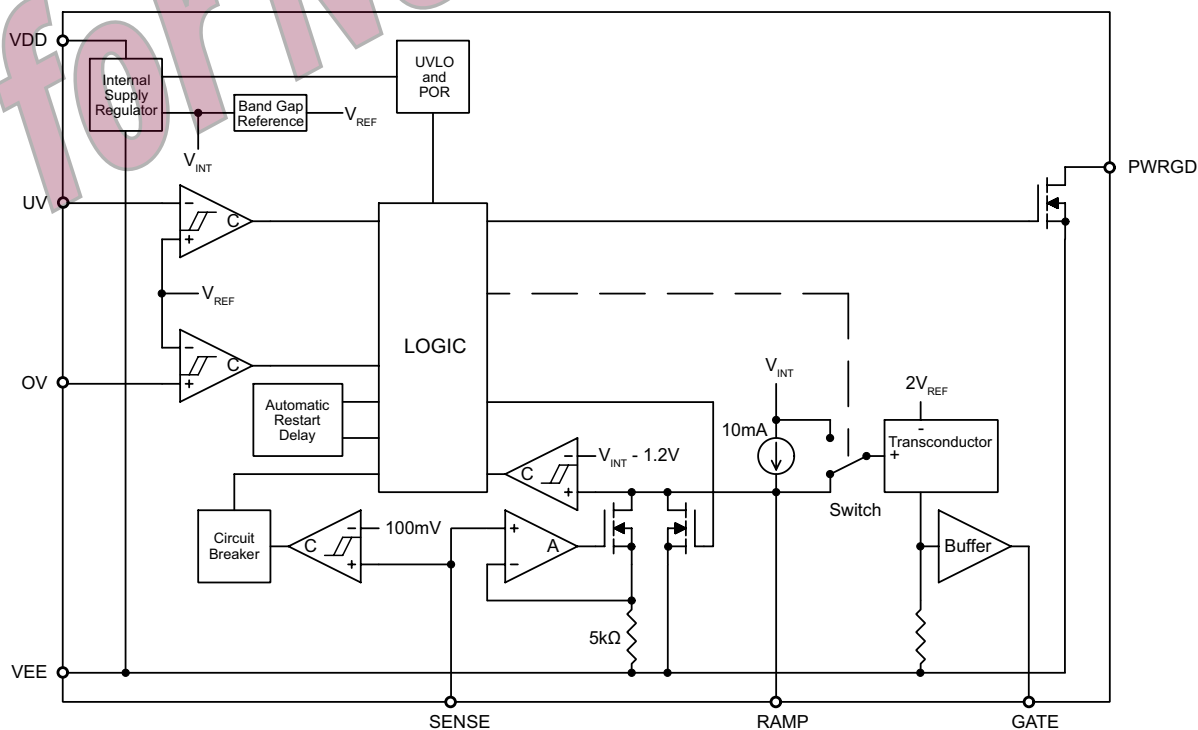 for N
VDD
Internal
Supply
Regulator
UVLO
and
POR
Band Gap
Reference
VREF
VINT
PWRGD
UV
-
C
+
VREF
-
C
+
OV
LOGIC
Automatic
Restart
Delay
VINT
10mA
2VREF
-
Transconductor
+
C
-
VINT - 1.2V
+
Switch
Circuit
Breaker
C
-
100mV
+
+
A
-
Buffer
5kΩ
VEE
SENSE
RAMP
GATE